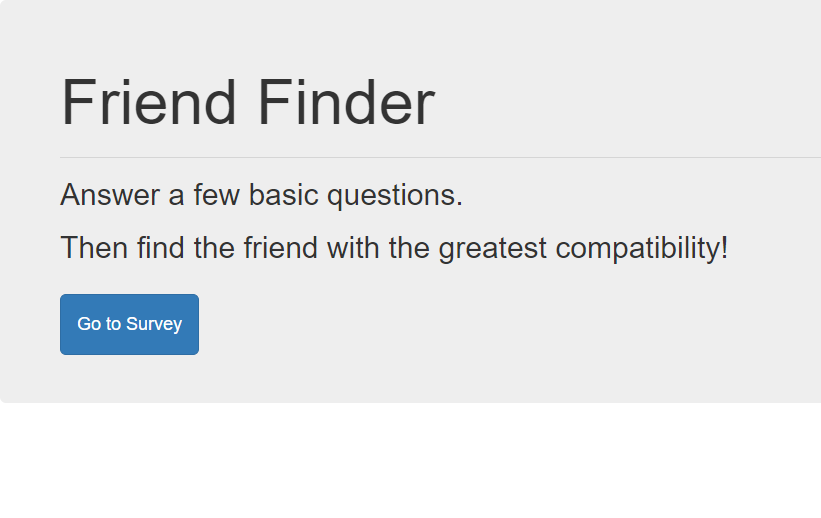 Friend Finder
Answer a few basic questions.
Then find the friend with the greatest compatibility!
Go to Survey